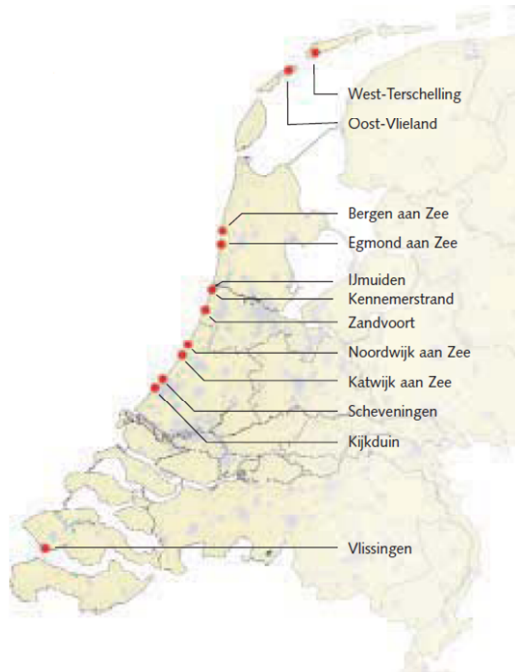 West-Terschelling
Oost-Vlieland
Bergen aan Zee
Egmond aan Zee
IJmuiden
Kennemerstrand
Zandvoort
Noordwijk aan Zee
Katwijk aan Zee
Scheveningen
Kijkduin
Vlissingen